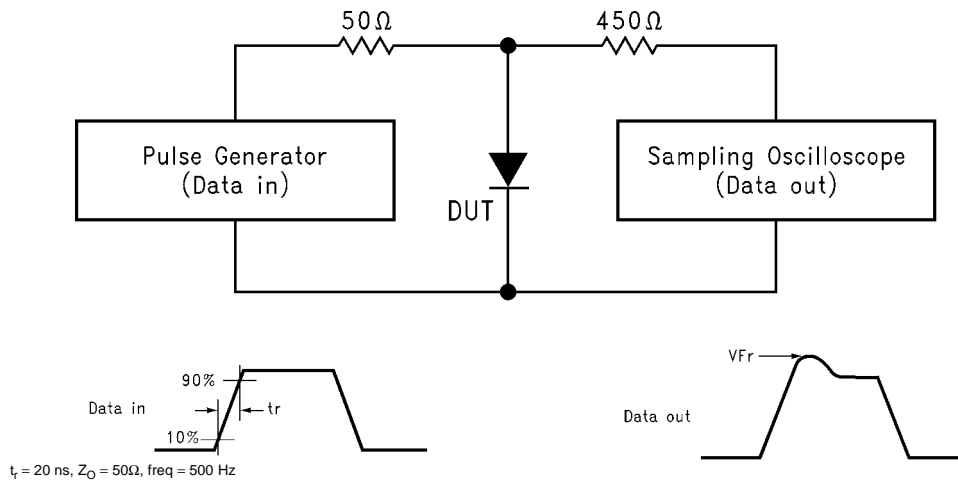 50Ω
450Ω
Pulse Generator
(Data in)
Sampling Oscilloscope
(Data out)
DUT
VFr
90%
Data in
tr
Data out
10%
tᵣ = 20 ns, Z_O = 50Ω, freq = 500 Hz